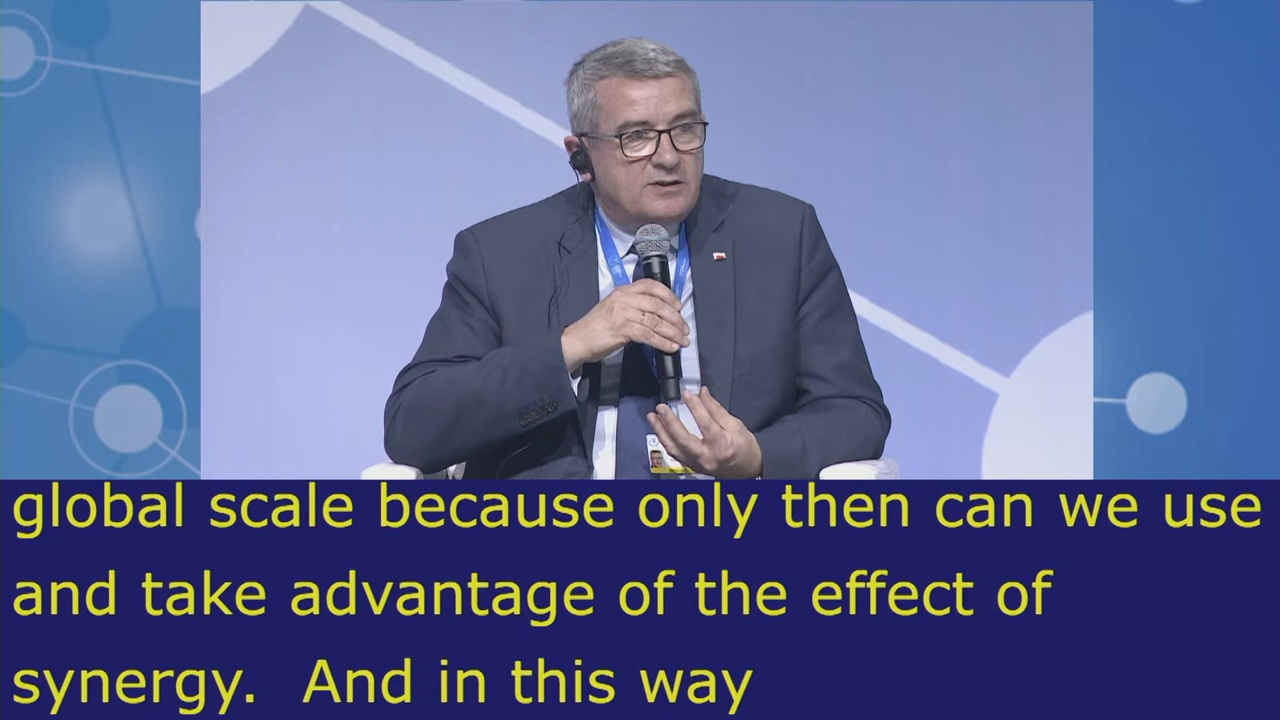 global scale because only then can we use
and take advantage of the effect of
synergy.  And in this way